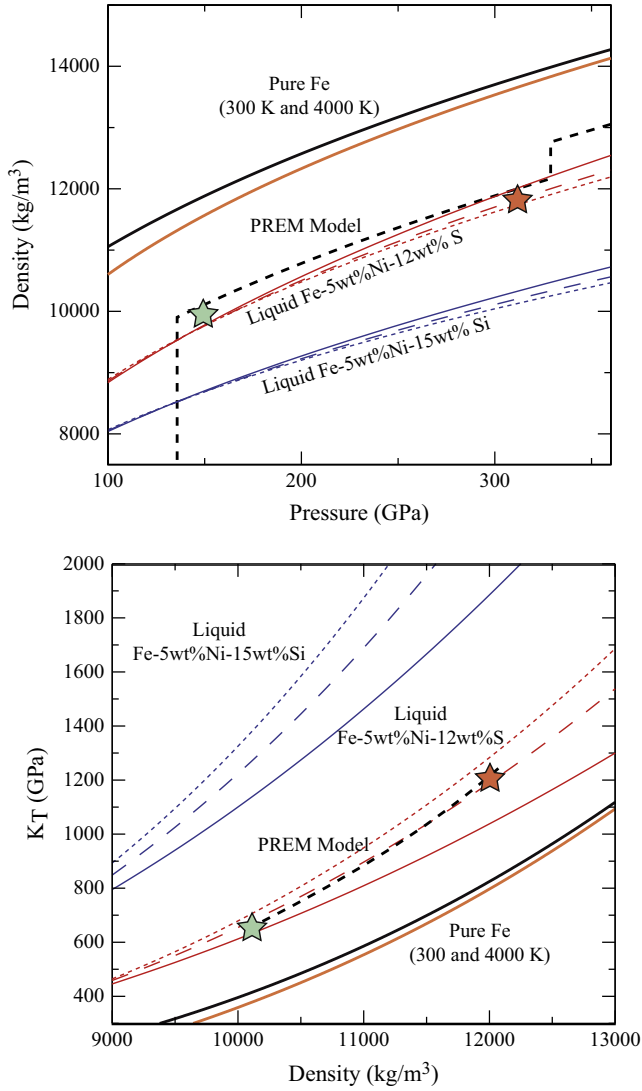 14000
12000
10000
8000
Density (kg/m³)
Pure Fe
(300 K and 4000 K)
PREM Model
Liquid Fe-5wt%Ni-12wt% S
Liquid Fe-5wt%Ni-15wt% Si
100
200
300
Pressure (GPa)
2000
1800
1600
1400
1200
1000
800
600
400
K_T (GPa)
Liquid
Fe-5wt%Ni-15wt%Si
Liquid
Fe-5wt%Ni-12wt%S
PREM Model
Pure Fe
(300 and 4000 K)
9000
10000
11000
12000
13000
Density (kg/m³)